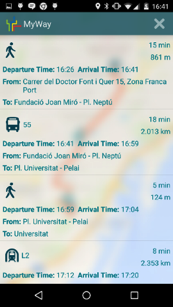 16:41
MyWay
15 min
861 m
Departure Time: 16:26 Arrival Time: 16:41
From: Carrer del Doctor Font i Quer 15, Zona Franca
Port
To: Fundació Joan Miró - Pl. Neptú
55
18 min
2.013 km
Departure Time: 16:41 Arrival Time: 16:59
From: Fundació Joan Miró - Pl. Neptú
To: Pl. Universitat - Pelai
5 min
124 m
Departure Time: 16:59 Arrival Time: 17:04
From: Pl. Universitat - Pelai
To: Universitat
L2
8 min
2.353 km
Departure Time: 17:12 Arrival Time: 17:20